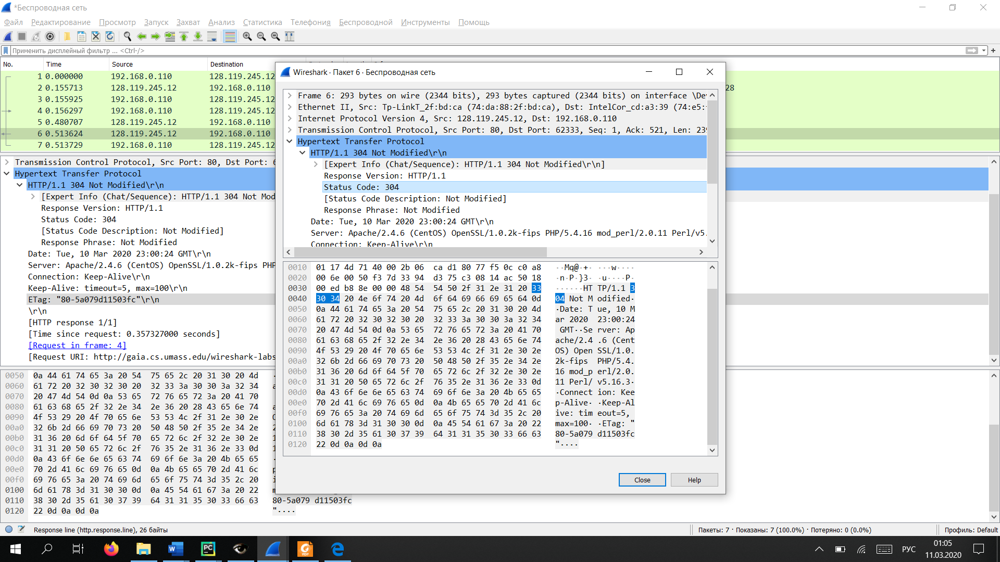 *Беспроводная сеть
Файл Редактирование Просмотр Запуск Захват Анализ Статистика Телефония Беспроводной Инструменты Помощь
Применить дисплейный фильтр ... <Ctrl-/>
No. Time Source Destination
1 0.000000 192.168.0.110 128.119.245.12
2 0.155713 128.119.245.12 192.168.0.110 28
3 0.155925 192.168.0.110 128.119.245.12
4 0.156297 192.168.0.110 128.119.245.12
5 0.480707 128.119.245.12 192.168.0.110
6 0.513624 128.119.245.12 192.168.0.110
7 0.513729 192.168.0.110 128.119.245.12
Transmission Control Protocol, Src Port: 80, Dst Port: 6
Hypertext Transfer Protocol
HTTP/1.1 304 Not Modified\r\n
[Expert Info (Chat/Sequence): HTTP/1.1 304 Not Mod
Response Version: HTTP/1.1
Status Code: 304
[Status Code Description: Not Modified]
Response Phrase: Not Modified
Date: Tue, 10 Mar 2020 23:00:24 GMT\r\n
Server: Apache/2.4.6 (CentOS) OpenSSL/1.0.2k-fips PHP
Connection: Keep-Alive\r\n
Keep-Alive: timeout=5, max=100\r\n
ETag: "80-5a079d11503fc"\r\n
\r\n
[HTTP response 1/1]
[Time since request: 0.357327000 seconds]
[Request in frame: 4]
[Request URI: http://gaia.cs.umass.edu/wireshark-labs
0050 0a 44 61 74 65 3a 20 54 75 65 2c 20 31 30 20 4d
0060 61 72 20 32 30 32 30 20 32 33 3a 30 30 3a 32 34
0070 20 47 4d 54 0d 0a 53 65 72 76 65 72 3a 20 41 70
0080 61 63 68 65 2f 32 2e 34 2e 36 20 28 43 65 6e 74
0090 4f 53 29 20 4f 70 65 6e 53 53 4c 2f 31 2e 30 2e
00a0 32 6b 2d 66 69 70 73 20 50 48 50 2f 35 2e 34 2e
00b0 31 36 20 6d 6f 64 5f 70 65 72 6c 2f 32 2e 30 2e
00c0 31 31 20 50 65 72 6c 2f 76 35 2e 31 36 2e 33 0d
00d0 0a 43 6f 6e 6e 65 63 74 69 6f 6e 3a 20 4b 65 65
00e0 70 2d 41 6c 69 76 65 0d 0a 4b 65 65 70 2d 41 6c
00f0 69 76 65 3a 20 74 69 6d 65 6f 75 74 3d 35 2c 20
0100 6d 61 78 3d 31 30 30 0d 0a 45 54 61 67 3a 20 22
0110 38 30 2d 35 61 30 37 39 64 31 31 35 30 33 66 63 80-5a079 d11503fc
0120 22 0d 0a 0d 0a "····
Wireshark · Пакет 6 · Беспроводная сеть
Frame 6: 293 bytes on wire (2344 bits), 293 bytes captured (2344 bits) on interface \De
Ethernet II, Src: Tp-LinkT_2f:bd:ca (74:da:88:2f:bd:ca), Dst: IntelCor_cd:a3:39 (74:e5:
Internet Protocol Version 4, Src: 128.119.245.12, Dst: 192.168.0.110
Transmission Control Protocol, Src Port: 80, Dst Port: 62333, Seq: 1, Ack: 521, Len: 239
Hypertext Transfer Protocol
HTTP/1.1 304 Not Modified\r\n
[Expert Info (Chat/Sequence): HTTP/1.1 304 Not Modified\r\n]
Response Version: HTTP/1.1
Status Code: 304
[Status Code Description: Not Modified]
Response Phrase: Not Modified
Date: Tue, 10 Mar 2020 23:00:24 GMT\r\n
Server: Apache/2.4.6 (CentOS) OpenSSL/1.0.2k-fips PHP/5.4.16 mod_perl/2.0.11 Perl/v5.
Connection: Keep-Alive\r\n
0010 01 17 4d 71 40 00 2b 06 ca d1 80 77 f5 0c c0 a8 ··Mq@·+· ···w····
0020 00 6e 00 50 f3 7d 33 94 d3 75 c3 08 14 ac 50 18 ·n·P·}3· ·u····P·
0030 00 ed b8 8e 00 00 48 54 54 50 2f 31 2e 31 20 33 ······HT TP/1.1 3
0040 30 34 20 4e 6f 74 20 4d 6f 64 69 66 69 65 64 0d 04 Not M odified·
0050 0a 44 61 74 65 3a 20 54 75 65 2c 20 31 30 20 4d ·Date: T ue, 10 M
0060 61 72 20 32 30 32 30 20 32 33 3a 30 30 3a 32 34 ar 2020 23:00:24
0070 20 47 4d 54 0d 0a 53 65 72 76 65 72 3a 20 41 70 GMT··Se rver: Ap
0080 61 63 68 65 2f 32 2e 34 2e 36 20 28 43 65 6e 74 ache/2.4 .6 (Cent
0090 4f 53 29 20 4f 70 65 6e 53 53 4c 2f 31 2e 30 2e OS) Open SSL/1.0.
00a0 32 6b 2d 66 69 70 73 20 50 48 50 2f 35 2e 34 2e 2k-fips PHP/5.4.
00b0 31 36 20 6d 6f 64 5f 70 65 72 6c 2f 32 2e 30 2e 16 mod_p erl/2.0.
00c0 31 31 20 50 65 72 6c 2f 76 35 2e 31 36 2e 33 0d 11 Perl/ v5.16.3·
00d0 0a 43 6f 6e 6e 65 63 74 69 6f 6e 3a 20 4b 65 65 ·Connect ion: Kee
00e0 70 2d 41 6c 69 76 65 0d 0a 4b 65 65 70 2d 41 6c p-Alive· ·Keep-Al
00f0 69 76 65 3a 20 74 69 6d 65 6f 75 74 3d 35 2c 20 ive: tim eout=5,
0100 6d 61 78 3d 31 30 30 0d 0a 45 54 61 67 3a 20 22 max=100· ·ETag: "
0110 38 30 2d 35 61 30 37 39 64 31 31 35 30 33 66 63 80-5a079 d11503fc
0120 22 0d 0a 0d 0a "····
Close Help
Response line (http.response.line), 26 байты Пакеты: 7 · Показаны: 7 (100.0%) · Потеряно: 0 (0.0%) Профиль: Default
РУС
01:05
11.03.2020